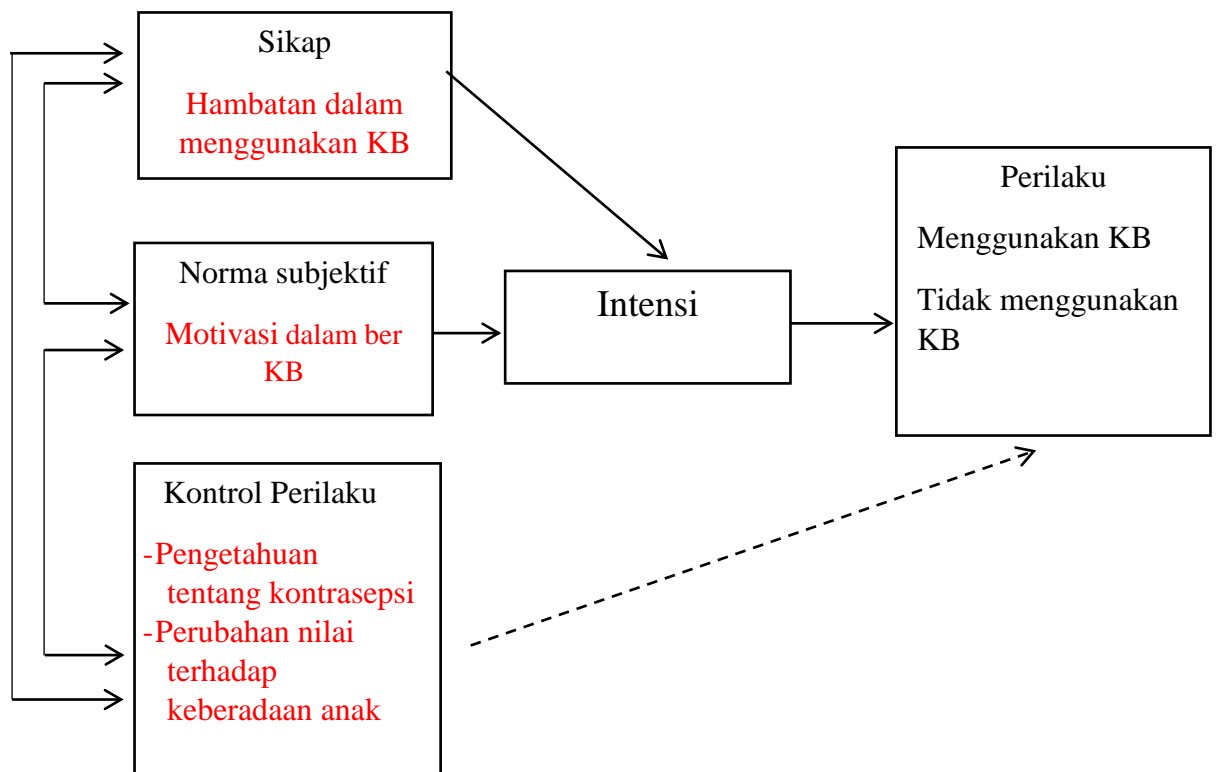 Sikap
Hambatan dalam
menggunakan KB
Norma subjektif
Motivasi dalam ber
KB
Kontrol Perilaku
-Pengetahuan
tentang kontrasepsi
-Perubahan nilai
terhadap
keberadaan anak
Intensi
Perilaku
Menggunakan KB
Tidak menggunakan
KB